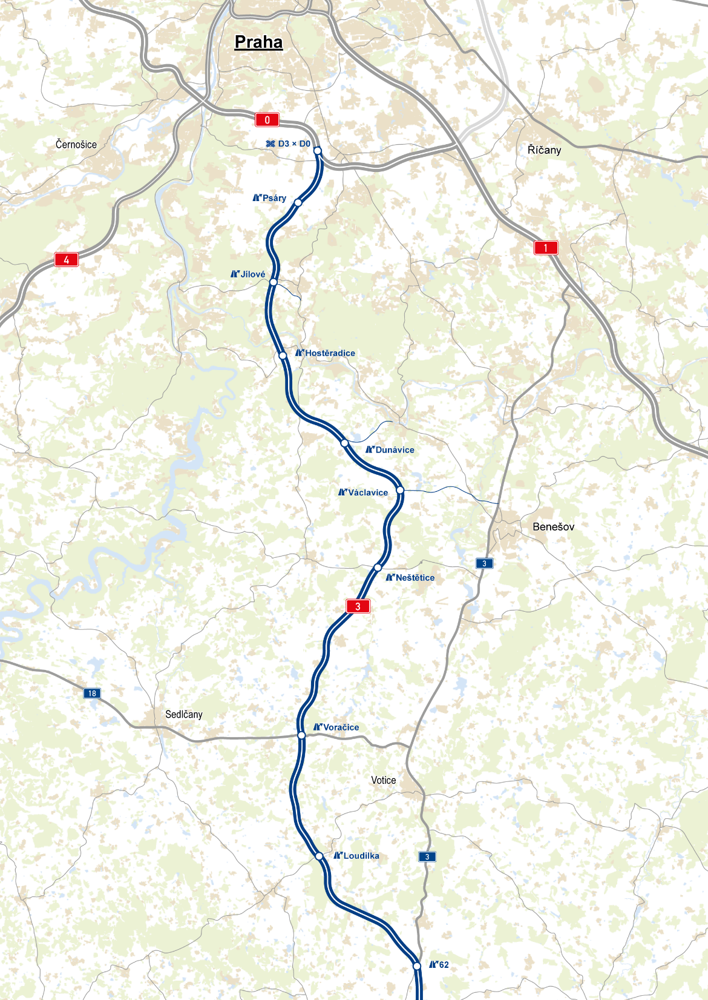 Praha
0
Černošice
D3 × D0
Říčany
Psáry
1
4
Jílové
Hostěradice
Dunávice
Václavice
Benešov
3
Neštětice
3
18
Sedlčany
Voračice
Votice
Loudilka
3
62